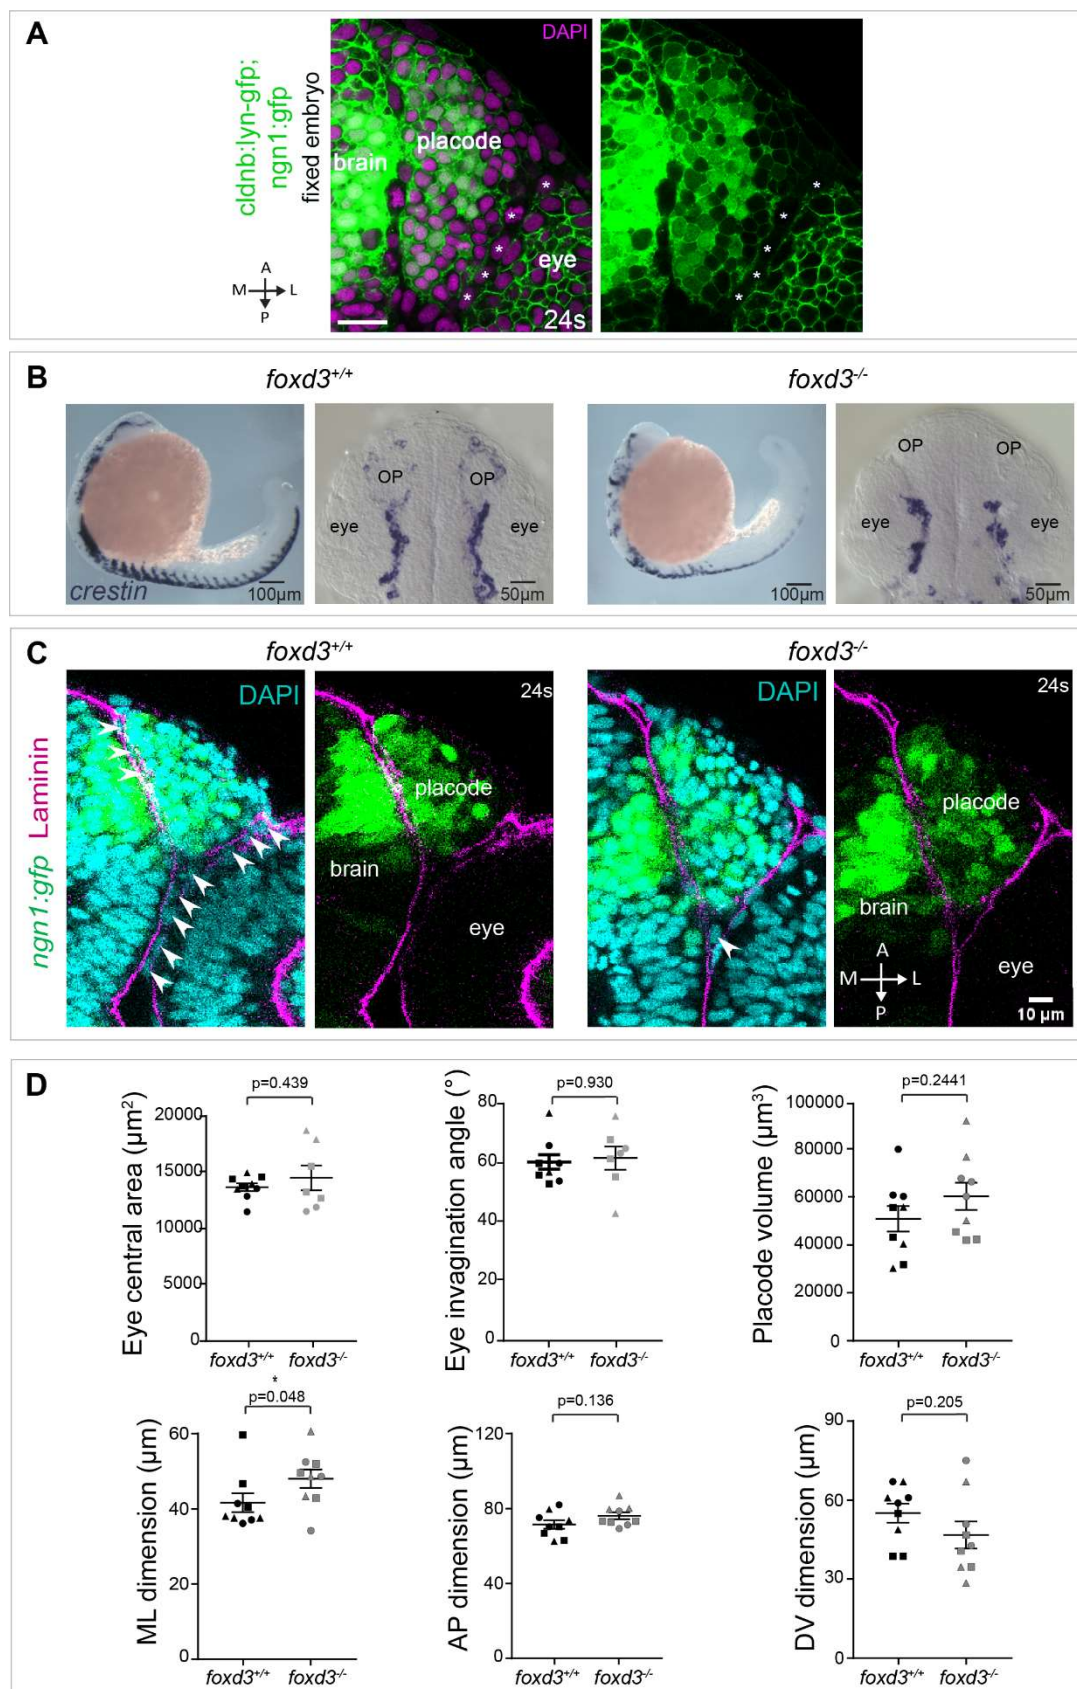 A
cldnb:lyn-gfp;
ngn1:gfp
fixed embryo
A
M L
P
DAPI
brain
placode
*
*
*
*
*
eye
24s
*
*
*
*
*
B
foxd3+/+
foxd3-/-
crestin
100µm
OP OP
eye eye
50µm
100µm
OP OP
eye eye
50µm
C
foxd3+/+
foxd3-/-
ngn1:gfp Laminin
DAPI
24s
placode
brain
eye
DAPI
24s
placode
brain
A
M L
P
eye
10 µm
D
Eye central area (µm²)
p=0.439
20000
15000
10000
5000
0
foxd3+/+ foxd3-/-
Eye invagination angle (°)
p=0.930
80
60
40
20
0
foxd3+/+ foxd3-/-
Placode volume (µm³)
p=0.2441
100000
80000
60000
40000
20000
0
foxd3+/+ foxd3-/-
ML dimension (µm)
*
p=0.048
60
40
20
0
foxd3+/+ foxd3-/-
AP dimension (µm)
p=0.136
120
80
40
0
foxd3+/+ foxd3-/-
DV dimension (µm)
p=0.205
90
60
30
0
foxd3+/+ foxd3-/-